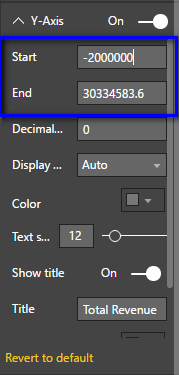 Y-Axis On
Start -2000000
End 30334583.6
Decimal... 0
Display ... Auto
Color
Text s... 12
Show title On
Title Total Revenue
Revert to default